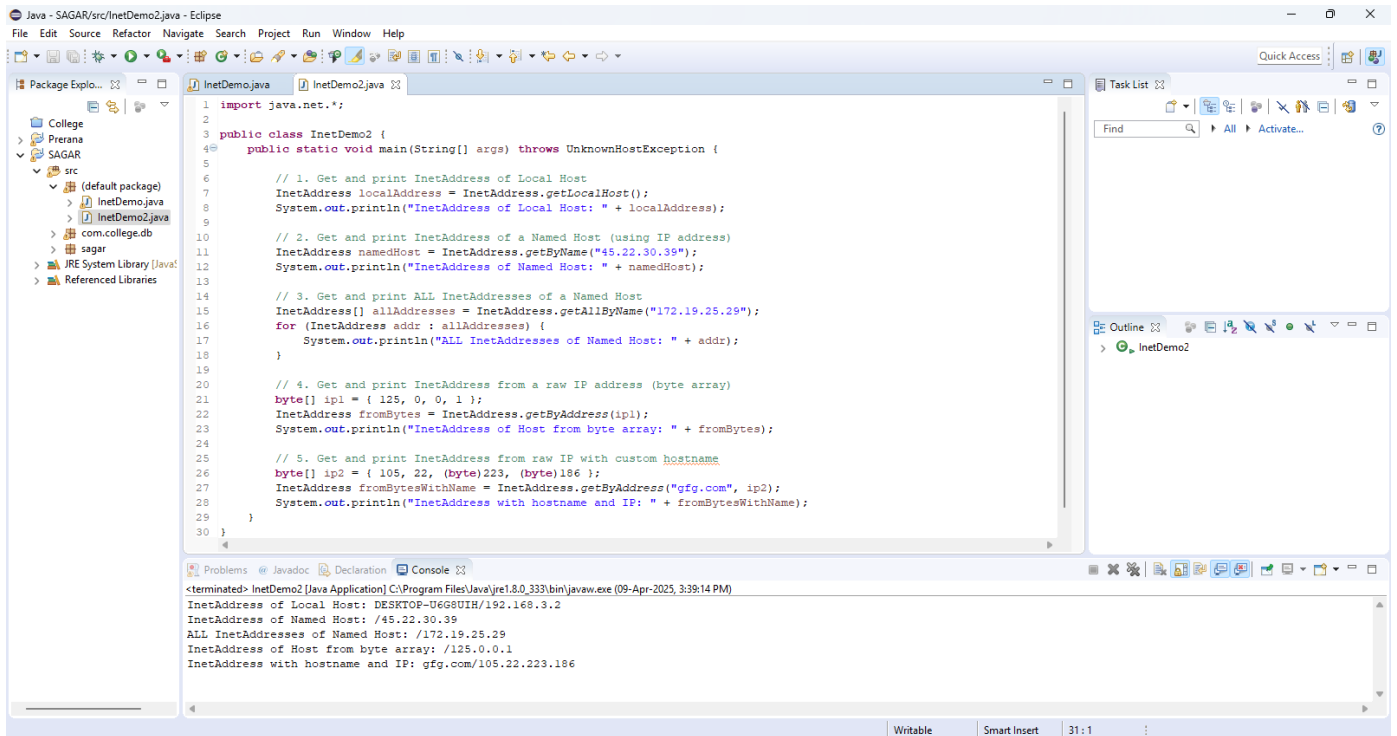 Java - SAGAR/src/InetDemo2.java - Eclipse
File Edit Source Refactor Navigate Search Project Run Window Help
Quick Access
Package Explo...
College
Prerana
SAGAR
src
(default package)
InetDemo.java
InetDemo2.java
com.college.db
sagar
JRE System Library [JavaS
Referenced Libraries
InetDemo.java InetDemo2.java
1 import java.net.*;
2
3 public class InetDemo2 {
4 public static void main(String[] args) throws UnknownHostException {
5
6 // 1. Get and print InetAddress of Local Host
7 InetAddress localAddress = InetAddress.getLocalHost();
8 System.out.println("InetAddress of Local Host: " + localAddress);
9
10 // 2. Get and print InetAddress of a Named Host (using IP address)
11 InetAddress namedHost = InetAddress.getByName("45.22.30.39");
12 System.out.println("InetAddress of Named Host: " + namedHost);
13
14 // 3. Get and print ALL InetAddresses of a Named Host
15 InetAddress[] allAddresses = InetAddress.getAllByName("172.19.25.29");
16 for (InetAddress addr : allAddresses) {
17 System.out.println("ALL InetAddresses of Named Host: " + addr);
18 }
19
20 // 4. Get and print InetAddress from a raw IP address (byte array)
21 byte[] ip1 = { 125, 0, 0, 1 };
22 InetAddress fromBytes = InetAddress.getByAddress(ip1);
23 System.out.println("InetAddress of Host from byte array: " + fromBytes);
24
25 // 5. Get and print InetAddress from raw IP with custom hostname
26 byte[] ip2 = { 105, 22, (byte)223, (byte)186 };
27 InetAddress fromBytesWithName = InetAddress.getByAddress("gfg.com", ip2);
28 System.out.println("InetAddress with hostname and IP: " + fromBytesWithName);
29 }
30 }
Task List
Find All Activate...
Outline
InetDemo2
Problems Javadoc Declaration Console
<terminated> InetDemo2 [Java Application] C:\Program Files\Java\jre1.8.0_333\bin\javaw.exe (09-Apr-2025, 3:39:14 PM)
InetAddress of Local Host: DESKTOP-U6G8UIH/192.168.3.2
InetAddress of Named Host: /45.22.30.39
ALL InetAddresses of Named Host: /172.19.25.29
InetAddress of Host from byte array: /125.0.0.1
InetAddress with hostname and IP: gfg.com/105.22.223.186
Writable Smart Insert 31 : 1